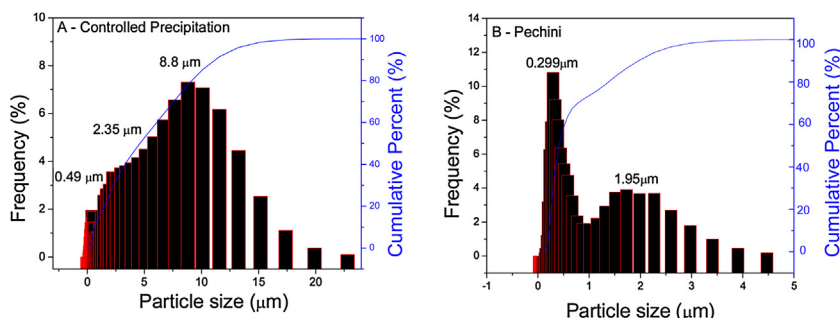 A - Controlled Precipitation
10
8
6
4
2
0
Frequency (%)
0.49 μm
2.35 μm
8.8 μm
100
80
60
40
20
0
Cumulative Percent (%)
0 5 10 15 20
Particle size (μm)
B - Pechini
14
12
10
8
6
4
2
0
Frequency (%)
0.299μm
1.95μm
100
80
60
40
20
0
Cumulative Percent (%)
-1 0 1 2 3 4 5
Particle size (μm)